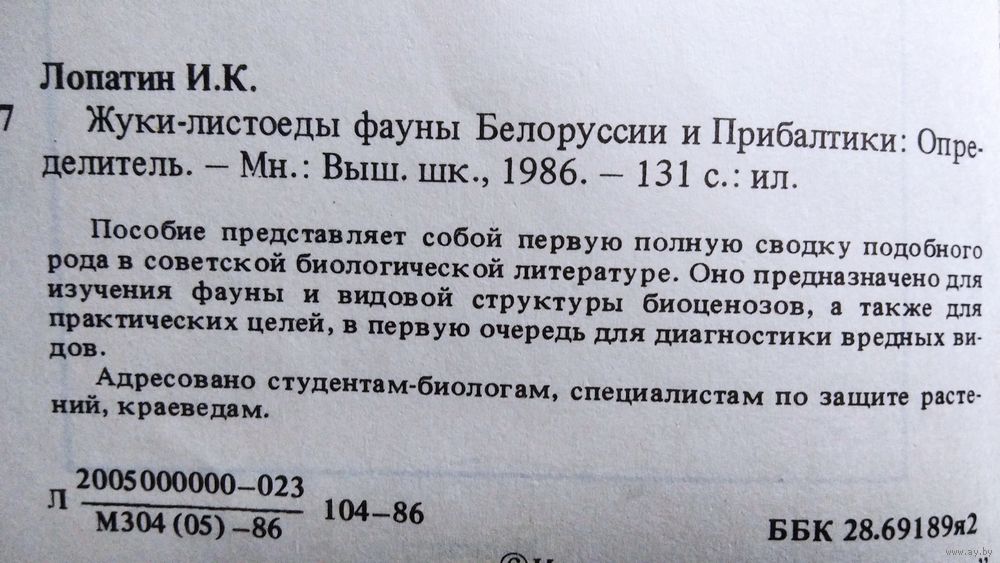 Лопатин И.К.
7
Жуки-листоеды фауны Белоруссии и Прибалтики: Опре-
делитель. – Мн.: Выш. шк., 1986. – 131 с.: ил.
Пособие представляет собой первую полную сводку подобного
рода в советской биологической литературе. Оно предназначено для
изучения фауны и видовой структуры биоценозов, а также для
практических целей, в первую очередь для диагностики вредных ви-
дов.
Адресовано студентам-биологам, специалистам по защите расте-
ний, краеведам.
Л 2005000000–023
М304 (05) –86
104–86
ББК 28.69189я2
www.ay.by